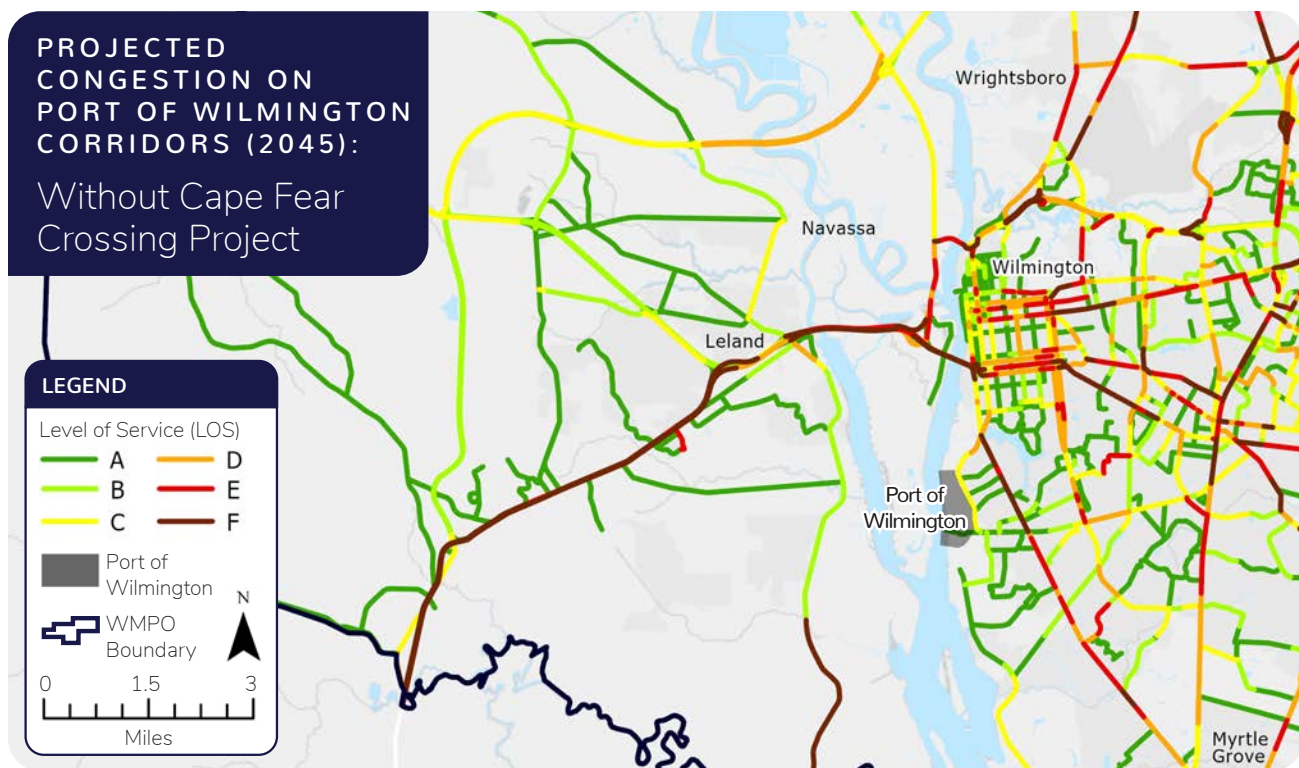 PROJECTED
CONGESTION ON
PORT OF WILMINGTON
CORRIDORS (2045):
Without Cape Fear
Crossing Project
Wrightsboro
Navassa
Wilmington
Leland
Port of
Wilmington
Myrtle
Grove
LEGEND
Level of Service (LOS)
A D
B E
C F
Port of
Wilmington
N
WMPO
Boundary
0 1.5 3
Miles